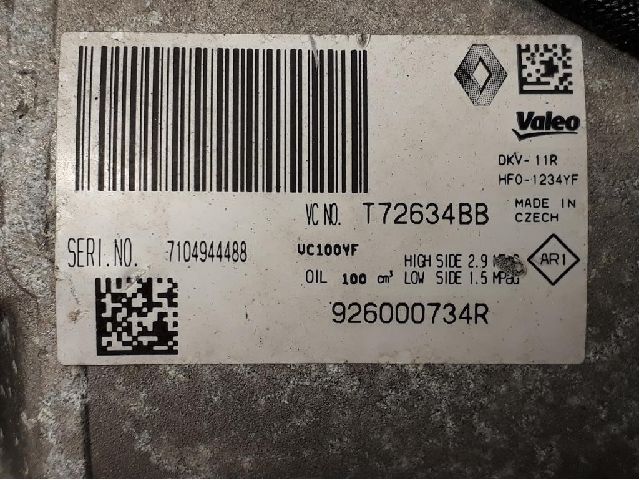 Valeo
DKV-11R
HFO-1234YF
VC NO. T72634BB
MADE IN
CZECH
SERI.NO. 7104944488
VC100YF
OIL 100 cm³
HIGH SIDE 2.9
LOW SIDE 1.5
AR1
926000734R